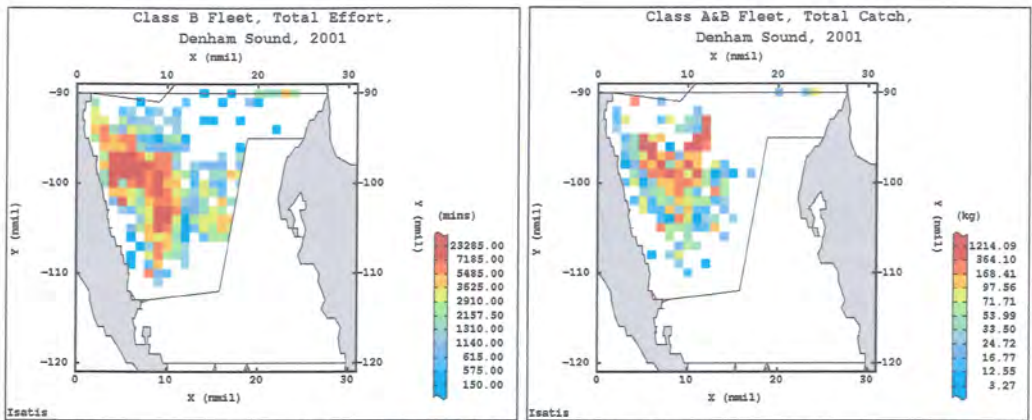 Class B Fleet, Total Effort,
Denham Sound, 2001
X (nmil)
0 10 20 30
-90 -90
-100 -100
-110 -110
-120 -120
0 10 20 30
X (nmil)
Y (nmil)
Y (nmil)
(mins)
23285.00
7185.00
5485.00
3625.00
2910.00
2157.50
1310.00
1140.00
615.00
575.00
150.00
Isatis
Class A&B Fleet, Total Catch,
Denham Sound, 2001
X (nmil)
0 10 20 30
-90 -90
-100 -100
-110 -110
-120 -120
0 10 20 30
X (nmil)
Y (nmil)
Y (nmil)
(kg)
1214.09
364.10
168.41
97.56
71.71
53.99
33.50
24.72
16.77
12.55
3.27
Isatis